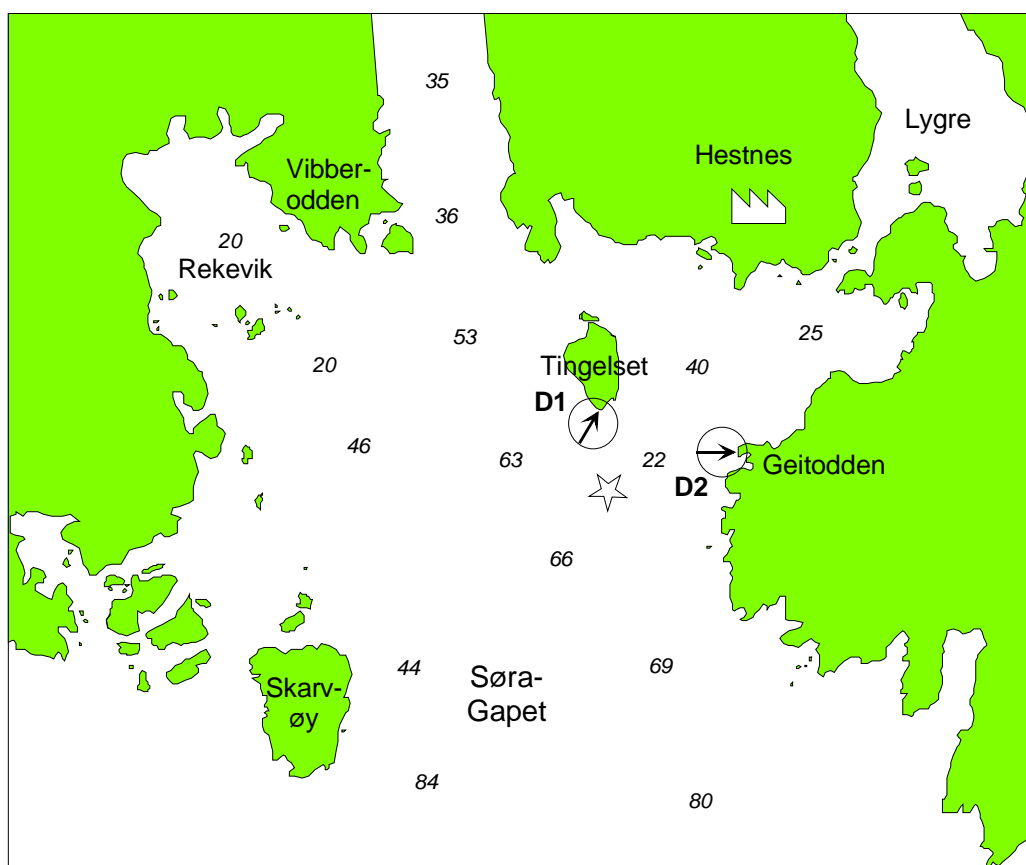 35
Lygre
Hestnes
Vibber-
odden
36
20
Rekevik
53
25
20
Tingelset
40
D1
46
63
22
Geitodden
D2
66
44
69
Søra-
Gapet
Skarv-
øy
84
80